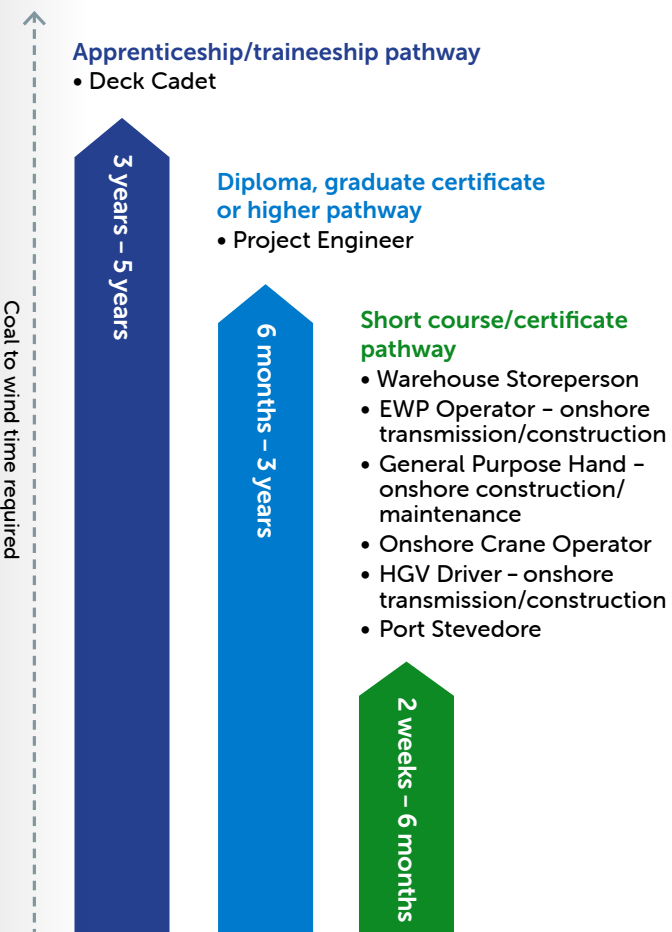 Apprenticeship/traineeship pathway
• Deck Cadet
3 years – 5 years
Diploma, graduate certificate
or higher pathway
• Project Engineer
6 months – 3 years
Short course/certificate
pathway
• Warehouse Storeperson
• EWP Operator – onshore
transmission/construction
• General Purpose Hand –
onshore construction/
maintenance
• Onshore Crane Operator
• HGV Driver – onshore
transmission/construction
• Port Stevedore
2 weeks – 6 months
Coal to wind time required